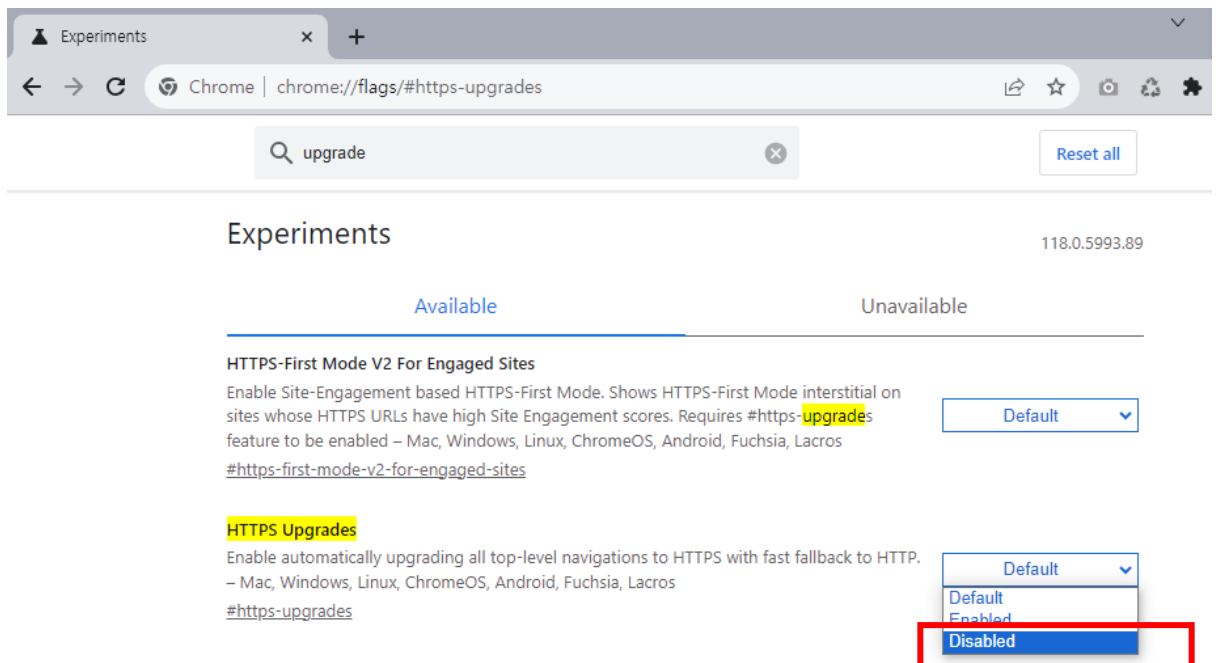 Experiments
Chrome | chrome://flags/#https-upgrades
upgrade
Reset all
Experiments
118.0.5993.89
Available
Unavailable
HTTPS-First Mode V2 For Engaged Sites
Enable Site-Engagement based HTTPS-First Mode. Shows HTTPS-First Mode interstitial on
sites whose HTTPS URLs have high Site Engagement scores. Requires #https-upgrades
feature to be enabled – Mac, Windows, Linux, ChromeOS, Android, Fuchsia, Lacros
#https-first-mode-v2-for-engaged-sites
Default
HTTPS Upgrades
Enable automatically upgrading all top-level navigations to HTTPS with fast fallback to HTTP.
– Mac, Windows, Linux, ChromeOS, Android, Fuchsia, Lacros
#https-upgrades
Default
Default
Enabled
Disabled